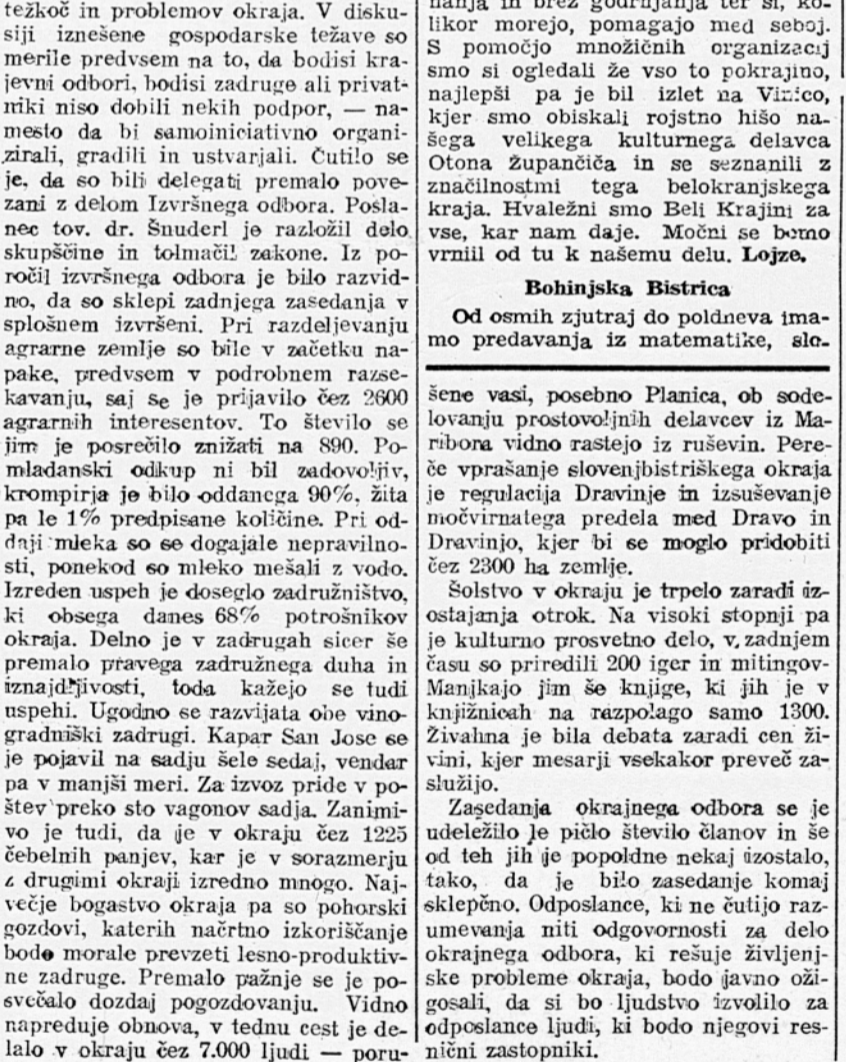 težkoč in problemov okraja. V disku-
siji iznešene gospodarske težave so
merile predvsem na to, da bodisi kra-
jevni odbori, bodisi zadruge ali privat-
niki niso dobili nekih podpor, — na-
mesto da bi samoiniciativno organi-
zirali, gradili in ustvarjali. Čutilo se
je, da so bili delegati premalo pove-
zani z delom Izvršnega odbora. Posla-
nec tov. dr. Šnuderl je razložil delo
skupščine in tolmačil zakone. Iz po-
ročil izvršnega odbora je bilo razvid-
no, da so sklepi zadnjega zasedanja v
splošnem izvršeni. Pri razdeljevanju
agrarne zemlje so bile v začetku na-
pake, predvsem v podrobnem razse-
kavanju, saj se je prijavilo čez 2600
agrarnih interesentov. To število se
jim je posrečilo znižati na 890. Po-
mladanski odkup ni bil zadovoljiv,
krompirja je bilo oddanega 90%, žita
pa le 1% predpisane količine. Pri od-
daji mleka so se dogajale nepravilno-
sti, ponekod so mleko mešali z vodo.
Izreden uspeh je doseglo zadružništvo,
ki obsega danes 68% potrošnikov
okraja. Delno je v zadrugah sicer še
premalo pravega zadružnega duha in
iznajdljivosti, toda kažejo se tudi
uspehi. Ugodno se razvijata obe vino-
gradniški zadrugi. Kapar San Jose se
je pojavil na sadju šele sedaj, vendar
pa v manjši meri. Za izvoz pride v po-
štev preko sto vagonov sadja. Zanimi-
vo je tudi, da je v okraju čez 1225
čebelnih panjev, kar je v sorazmerju
z drugimi okraji izredno mnogo. Naj-
večje bogastvo okraja pa so pohorski
gozdovi, katerih načrtno izkoriščanje
bodo morale prevzeti lesno-produktiv-
ne zadruge. Premalo pažnje se je po-
svečalo dozdaj pogozdovanju. Vidno
napreduje obnova, v tednu cest je de-
lalo v okraju čez 7.000 ljudi — poru-
nanja in brez godrnjanja ter si, ko-
likor morejo, pomagajo med seboj.
S pomočjo množičnih organizacij
smo si ogledali že vso to pokrajino,
najlepši pa je bil izlet na Vinico,
kjer smo obiskali rojstno hišo na-
šega velikega kulturnega delavca
Otona Župančiča in se seznanili z
značilnostmi tega belokranjskega
kraja. Hvaležni smo Beli Krajini za
vse, kar nam daje. Močni se bomo
vrnili od tu k našemu delu. Lojze.
Bohinjska Bistrica
Od osmih zjutraj do poldneva ima-
mo predavanja iz matematike, slo-
šene vasi, posebno Planica, ob sode-
lovanju prostovoljnih delavcev iz Ma-
ribora vidno rastejo iz ruševin. Pere-
če vprašanje slovenjbistriškega okraja
je regulacija Dravinje in izsuševanje
močvirnatega predela med Dravo in
Dravinjo, kjer bi se moglo pridobiti
čez 2300 ha zemlje.
Šolstvo v okraju je trpelo zaradi iz-
ostajanja otrok. Na visoki stopnji pa
je kulturno prosvetno delo, v zadnjem
času so priredili 200 iger in mitingov-
Manjkajo jim še knjige, ki jih je v
knjižnicah na razpolago samo 1300.
Živahna je bila debata zaradi cen ži-
vini, kjer mesarji vsekakor preveč za-
služijo.
Zasedanja okrajnega odbora se je
udeležilo le pičlo število članov in še
od teh jih je popoldne nekaj izostalo,
tako, da je bilo zasedanje komaj
sklepčno. Odposlance, ki ne čutijo raz-
umevanja niti odgovornosti za delo
okrajnega odbora, ki rešuje življenj-
ske probleme okraja, bodo javno oži-
gosali, da si bo ljudstvo izvolilo za
odposlance ljudi, ki bodo njegovi res-
nični zastopniki.